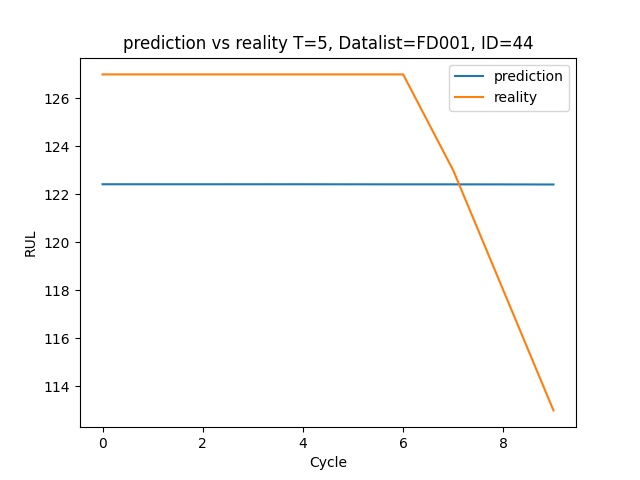 prediction vs reality T=5, Datalist=FD001, ID=44
prediction
reality
126
124
122
120
118
116
114
RUL
0 2 4 6 8
Cycle